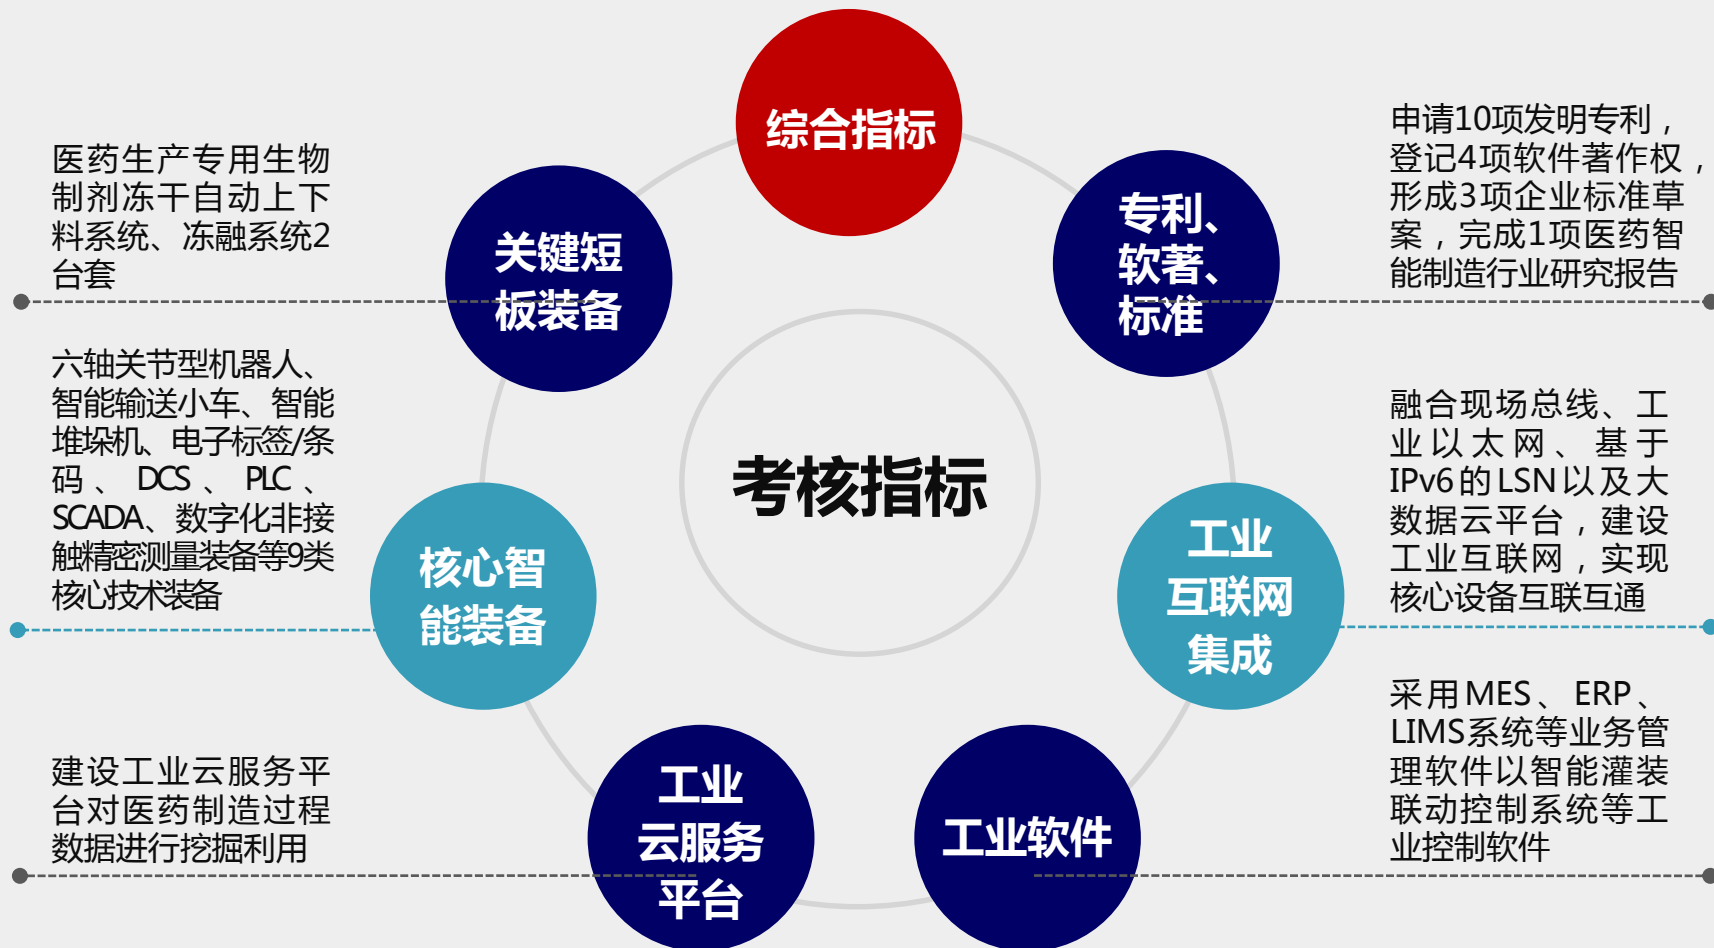 综合指标
医药生产专用生物
制剂冻干自动上下
料系统、冻融系统2
台套
关键短
板装备
专利、
软著、
标准
申请10项发明专利，
登记4项软件著作权，
形成3项企业标准草
案，完成1项医药智
能制造行业研究报告
六轴关节型机器人、
智能输送小车、智能
堆垛机、电子标签/条
码、DCS、PLC、
SCADA、数字化非接
触精密测量装备等9类
核心技术装备
核心智
能装备
考核指标
工业
互联网
集成
融合现场总线、工
业以太网、基于
IPv6的LSN以及大
数据云平台，建设
工业互联网，实现
核心设备互联互通
建设工业云服务平
台对医药制造过程
数据进行挖掘利用
工业
云服务
平台
工业软件
采用MES、ERP、
LIMS系统等业务管
理软件以智能灌装
联动控制系统等工
业控制软件